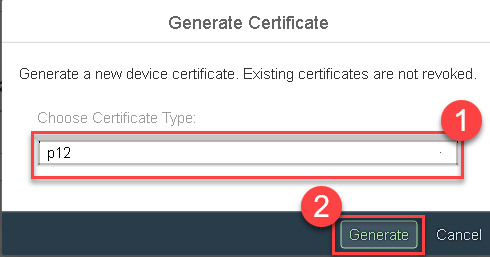 Generate Certificate
Generate a new device certificate. Existing certificates are not revoked.
Choose Certificate Type:
1
p12
2
Generate Cancel